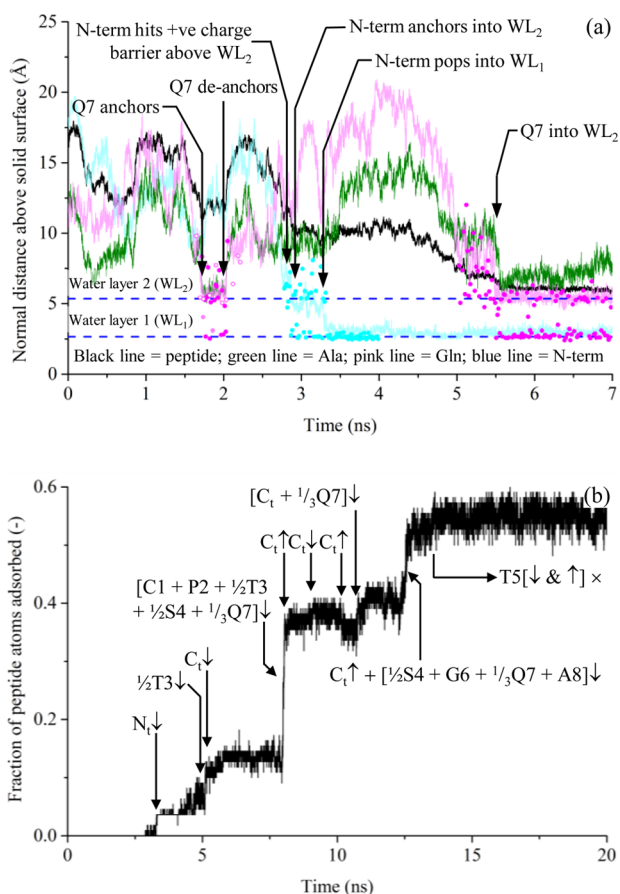 (a)
N-term hits +ve charge
barrier above WL₂
N-term anchors into WL₂
N-term pops into WL₁
Q7 de-anchors
Q7 anchors
Q7 into WL₂
Water layer 2 (WL₂)
Water layer 1 (WL₁)
Black line = peptide; green line = Ala; pink line = Gln; blue line = N-term
Normal distance above solid surface (Å)
25
20
15
10
5
0
0 1 2 3 4 5 6 7
Time (ns)
(b)
[Cₜ + ¹/₃Q7]↓
Cₜ↑ Cₜ↓ Cₜ↑
[C1 + P2 + ½T3
+ ½S4 + ¹/₃Q7]↓
T5[↓ & ↑] ×
Cₜ↓
½T3↓
Nₜ↓
Cₜ↑ + [½S4 + G6 + ¹/₃Q7 + A8]↓
Fraction of peptide atoms adsorbed (-)
0.6
0.4
0.2
0.0
0 5 10 15 20
Time (ns)